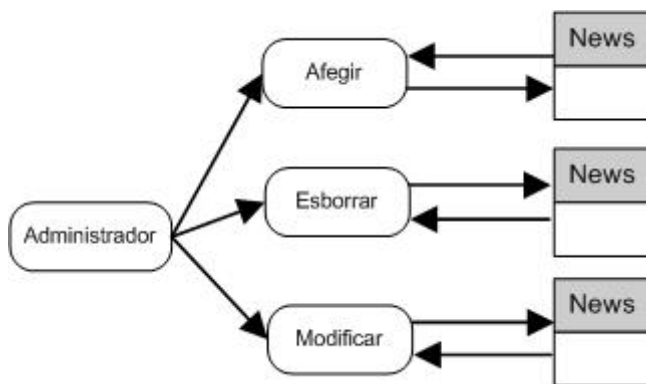 Afegir
News
Administrador
Esborrar
News
Modificar
News